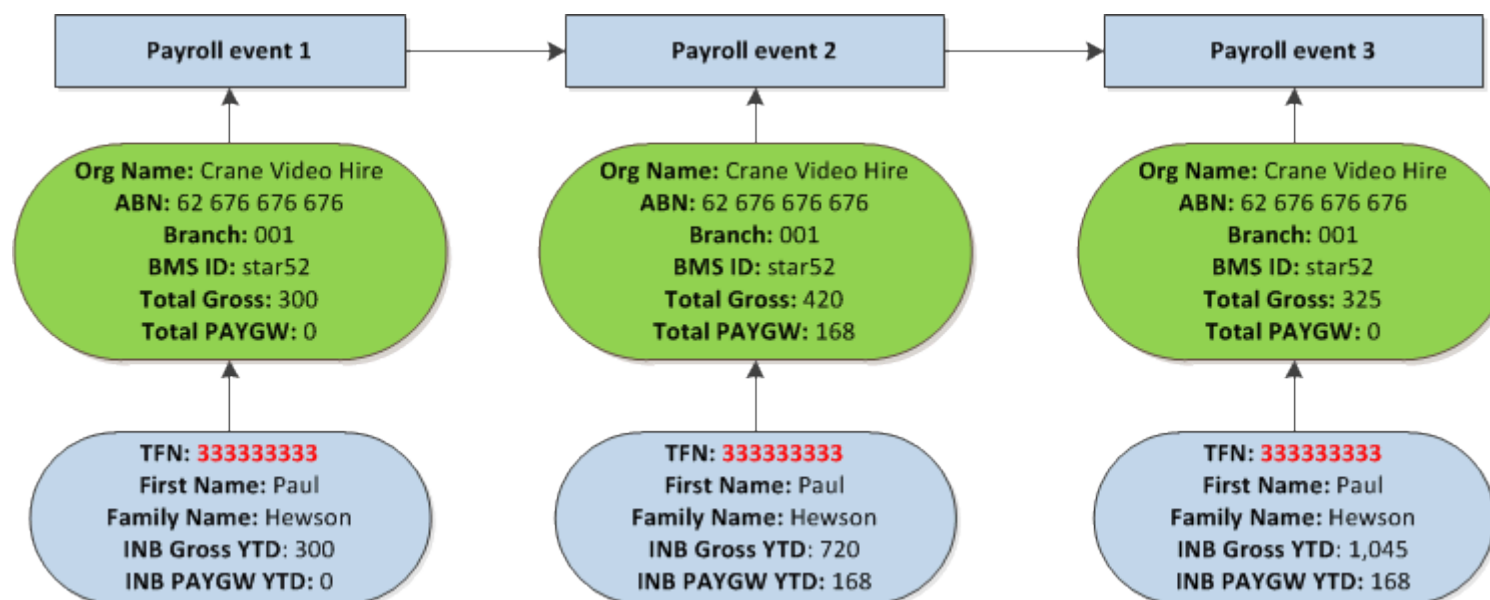 Payroll event 1
Payroll event 2
Payroll event 3
Org Name: Crane Video Hire
ABN: 62 676 676 676
Branch: 001
BMS ID: star52
Total Gross: 300
Total PAYGW: 0
Org Name: Crane Video Hire
ABN: 62 676 676 676
Branch: 001
BMS ID: star52
Total Gross: 420
Total PAYGW: 168
Org Name: Crane Video Hire
ABN: 62 676 676 676
Branch: 001
BMS ID: star52
Total Gross: 325
Total PAYGW: 0
TFN: 333333333
First Name: Paul
Family Name: Hewson
INB Gross YTD: 300
INB PAYGW YTD: 0
TFN: 333333333
First Name: Paul
Family Name: Hewson
INB Gross YTD: 720
INB PAYGW YTD: 168
TFN: 333333333
First Name: Paul
Family Name: Hewson
INB Gross YTD: 1,045
INB PAYGW YTD: 168